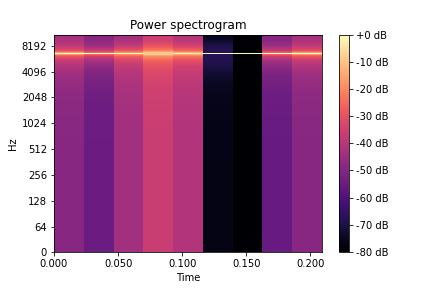 Power spectrogram
8192
4096
2048
1024
512
256
128
64
0
Hz
0.000 0.050 0.100 0.150 0.200
Time
+0 dB
-10 dB
-20 dB
-30 dB
-40 dB
-50 dB
-60 dB
-70 dB
-80 dB